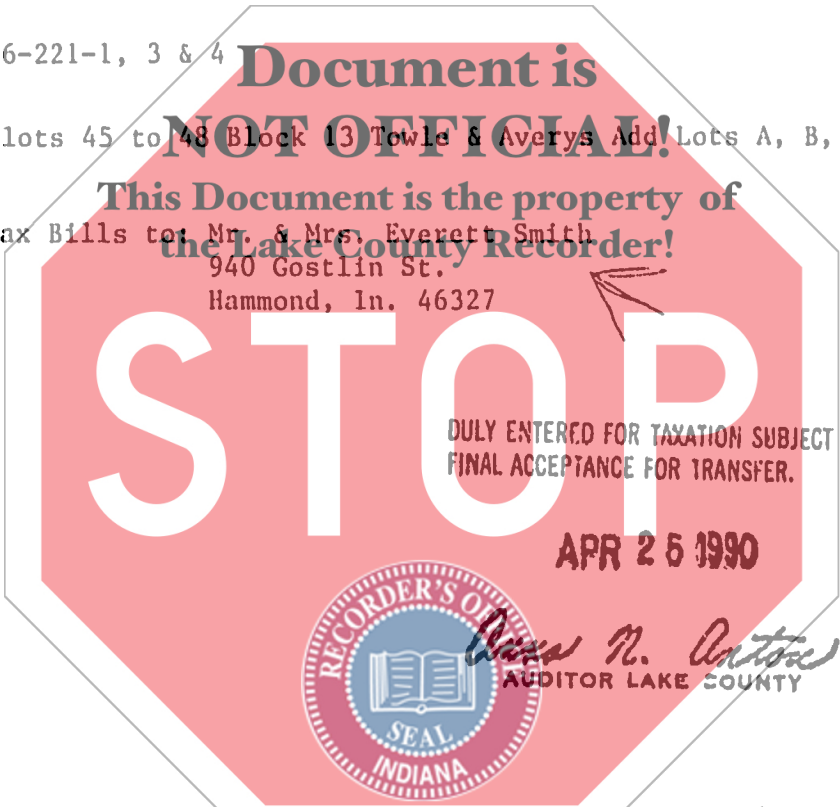 6-221-1, 3 & 4
Document is
lots 45 to 48 Block 13 Towle & Averys Add Lots A, B,
NOT OFFICIAL!
This Document is the property of
ax Bills to: Mr. & Mrs. Everett Smith
the Lake County Recorder!
940 Gostlin St.
Hammond, In. 46327
STOP
DULY ENTERED FOR TAXATION SUBJECT
FINAL ACCEPTANCE FOR TRANSFER.
APR 25 1990
Anna N. Anton
AUDITOR LAKE COUNTY
RECORDER'S OFFICE
SEAL
INDIANA